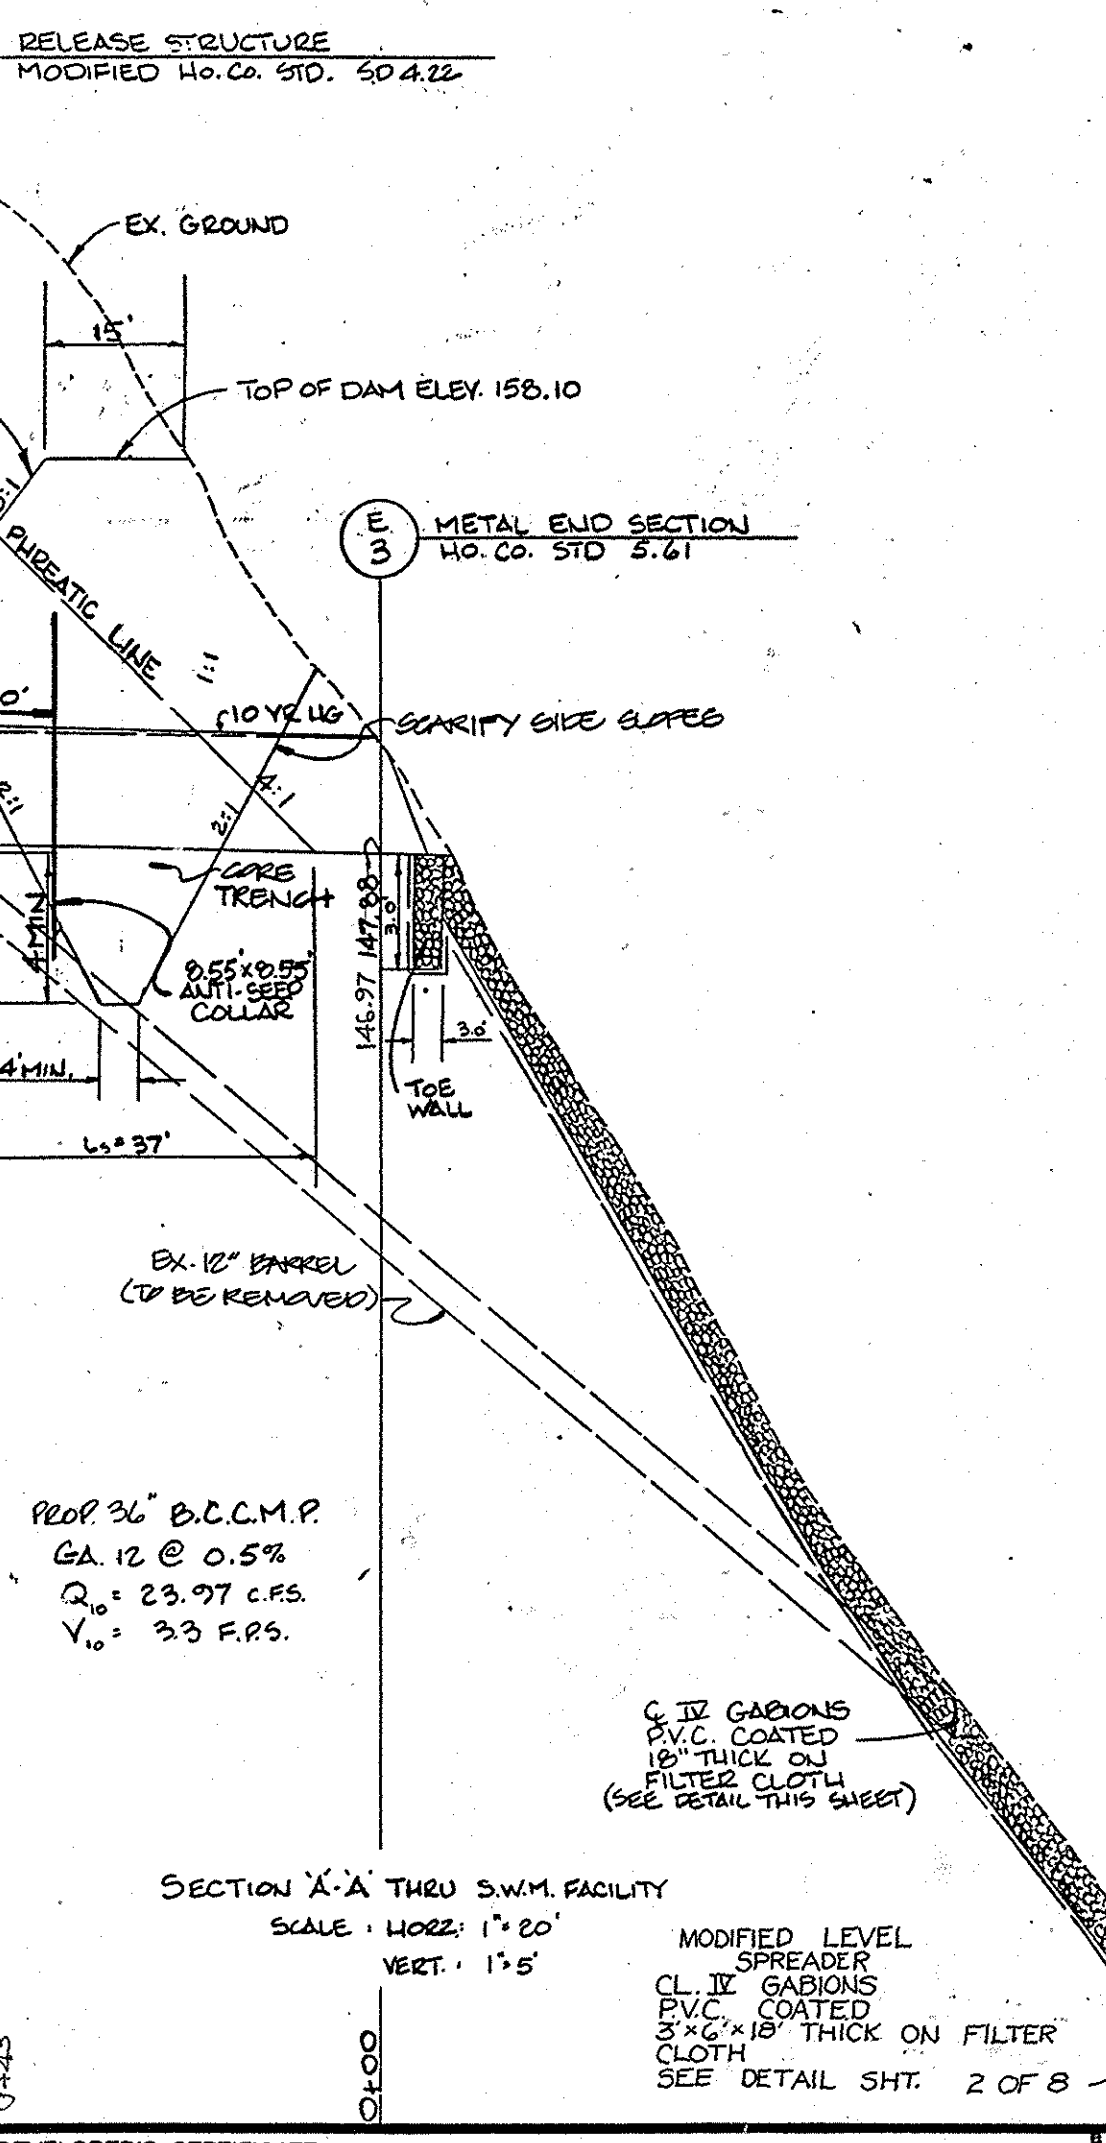 RELEASE STRUCTURE
MODIFIED HO.CO. STD. SD 4.22
EX. GROUND
15'
TOP OF DAM ELEV. 158.10
E
3
METAL END SECTION
HO. CO. STD 5.61
PHREATIC LINE
1:1
0'
10 YR HG
SCARIFY SIDE SLOPES
2:1
2:1
4:1
CORE
TRENCH
4' MIN
8.55'x8.55'
ANTI-SEEP
COLLAR
146.97 147.88
3.0'
3.0'
4' MIN.
TOE
WALL
Ls = 37'
EX. 12" BARREL
(TO BE REMOVED)
PROP. 36" B.C.C.M.P.
GA. 12 @ 0.5%
Q10 = 23.97 C.F.S.
V10 = 3.3 F.P.S.
IV GABIONS
P.V.C. COATED
18" THICK ON
FILTER CLOTH
(SEE DETAIL THIS SHEET)
SECTION 'A'-'A' THRU S.W.M. FACILITY
SCALE : HORZ: 1"=20'
VERT. : 1"=5'
MODIFIED LEVEL
SPREADER
CL. IV GABIONS
P.V.C. COATED
3'x6'x18' THICK ON FILTER
CLOTH
SEE DETAIL SHT. 2 OF 8
0+00